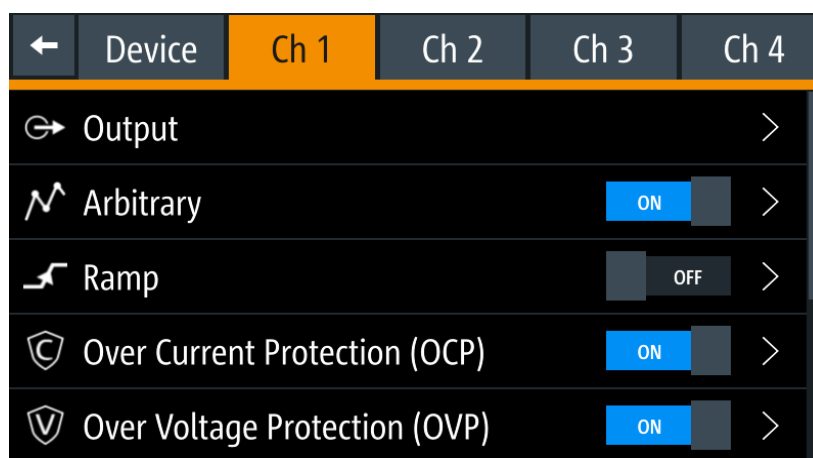 Device Ch 1 Ch 2 Ch 3 Ch 4
Output
Arbitrary ON
Ramp OFF
Over Current Protection (OCP) ON
Over Voltage Protection (OVP) ON